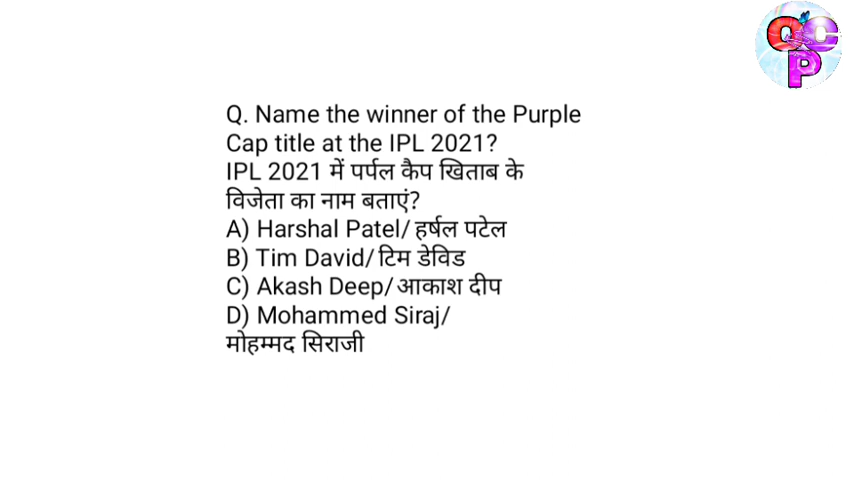 QCP
Q. Name the winner of the Purple
Cap title at the IPL 2021?
IPL 2021 में पर्पल कैप खिताब के
विजेता का नाम बताएं?
A) Harshal Patel/ हर्षल पटेल
B) Tim David/ टिम डेविड
C) Akash Deep/ आकाश दीप
D) Mohammed Siraj/
मोहम्मद सिराजी